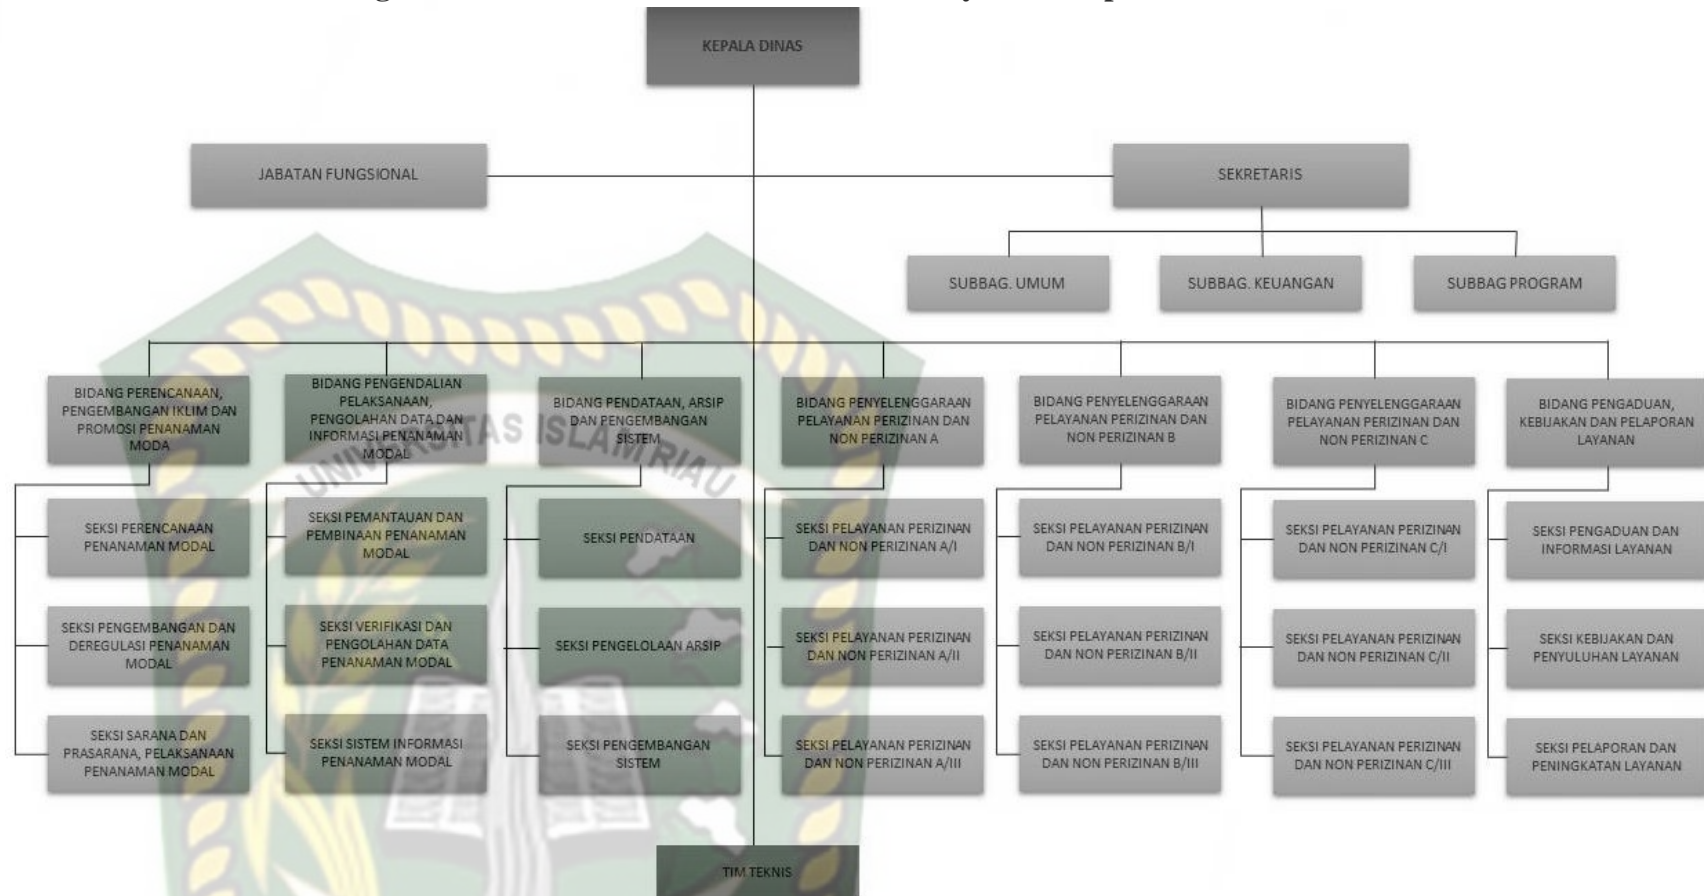 KEPALA DINAS
JABATAN FUNGSIONAL
SEKRETARIS
SUBBAG. UMUM
SUBBAG. KEUANGAN
SUBBAG PROGRAM
BIDANG PERENCANAAN,
PENGEMBANGAN IKLIM DAN
PROMOSI PENANAMAN
MODA
BIDANG PENGENDALIAN
PELAKSANAAN,
PENGOLAHAN DATA DAN
INFORMASI PENANAMAN
MODAL
BIDANG PENDATAAN, ARSIP
DAN PENGEMBANGAN
SISTEM
BIDANG PENYELENGGARAAN
PELAYANAN PERIZINAN DAN
NON PERIZINAN A
BIDANG PENYELENGGARAAN
PELAYANAN PERIZINAN DAN
NON PERIZINAN B
BIDANG PENYELENGGARAAN
PELAYANAN PERIZINAN DAN
NON PERIZINAN C
BIDANG PENGADUAN,
KEBIJAKAN DAN PELAPORAN
LAYANAN
UNIVERSITAS ISLAM RIAU
SEKSI PERENCANAAN
PENANAMAN MODAL
SEKSI PEMANTAUAN DAN
PEMBINAAN PENANAMAN
MODAL
SEKSI PENDATAAN
SEKSI PELAYANAN PERIZINAN
DAN NON PERIZINAN A/I
SEKSI PELAYANAN PERIZINAN
DAN NON PERIZINAN B/I
SEKSI PELAYANAN PERIZINAN
DAN NON PERIZINAN C/I
SEKSI PENGADUAN DAN
INFORMASI LAYANAN
SEKSI PENGEMBANGAN DAN
DEREGULASI PENANAMAN
MODAL
SEKSI VERIFIKASI DAN
PENGOLAHAN DATA
PENANAMAN MODAL
SEKSI PENGELOLAAN ARSIP
SEKSI PELAYANAN PERIZINAN
DAN NON PERIZINAN A/II
SEKSI PELAYANAN PERIZINAN
DAN NON PERIZINAN B/II
SEKSI PELAYANAN PERIZINAN
DAN NON PERIZINAN C/II
SEKSI KEBIJAKAN DAN
PENYULUHAN LAYANAN
SEKSI SARANA DAN
PRASARANA, PELAKSANAAN
PENANAMAN MODAL
SEKSI SISTEM INFORMASI
PENANAMAN MODAL
SEKSI PENGEMBANGAN
SISTEM
SEKSI PELAYANAN PERIZINAN
DAN NON PERIZINAN A/III
SEKSI PELAYANAN PERIZINAN
DAN NON PERIZINAN B/III
SEKSI PELAYANAN PERIZINAN
DAN NON PERIZINAN C/III
SEKSI PELAPORAN DAN
PENINGKATAN LAYANAN
TIM TEKNIS